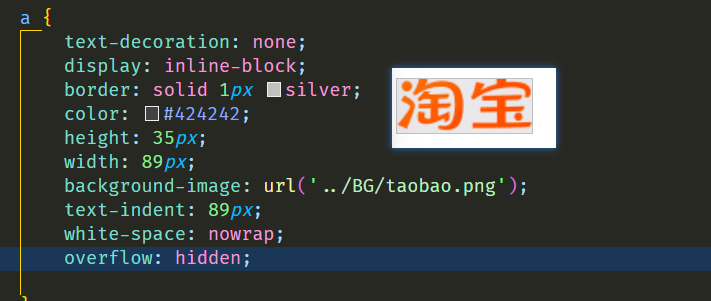 a {
text-decoration: none;
display: inline-block;
border: solid 1px silver;
color: #424242;
height: 35px;
width: 89px;
background-image: url('../BG/taobao.png');
text-indent: 89px;
white-space: nowrap;
overflow: hidden;
}
淘宝